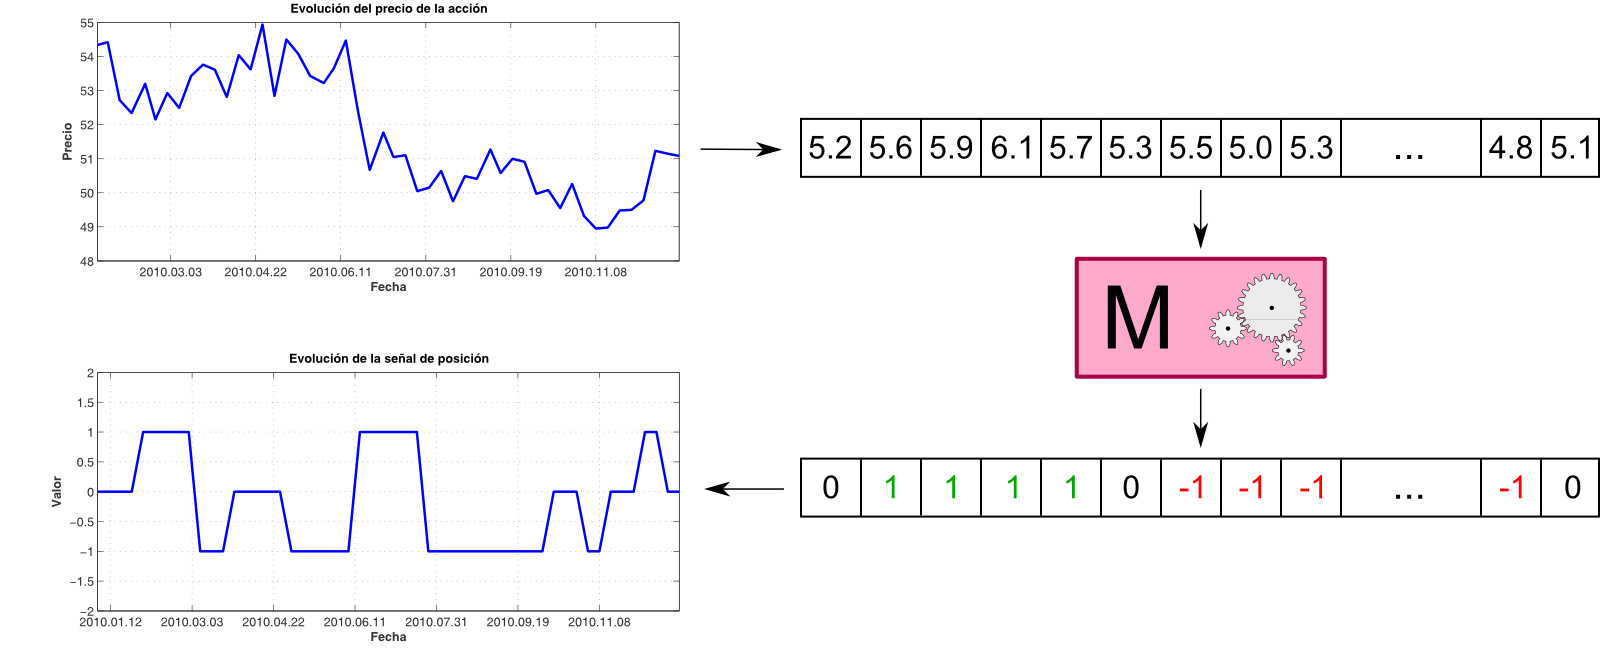 Evolución del precio de la acción
55
54
53
52
51
50
49
48
Precio
2010.03.03 2010.04.22 2010.06.11 2010.07.31 2010.09.19 2010.11.08
Fecha
5.2 5.6 5.9 6.1 5.7 5.3 5.5 5.0 5.3 ... 4.8 5.1
M
Evolución de la señal de posición
2
1.5
1
0.5
0
−0.5
−1
−1.5
−2
Valor
2010.01.12 2010.03.03 2010.04.22 2010.06.11 2010.07.31 2010.09.19 2010.11.08
Fecha
0 1 1 1 1 0 -1 -1 -1 ... -1 0